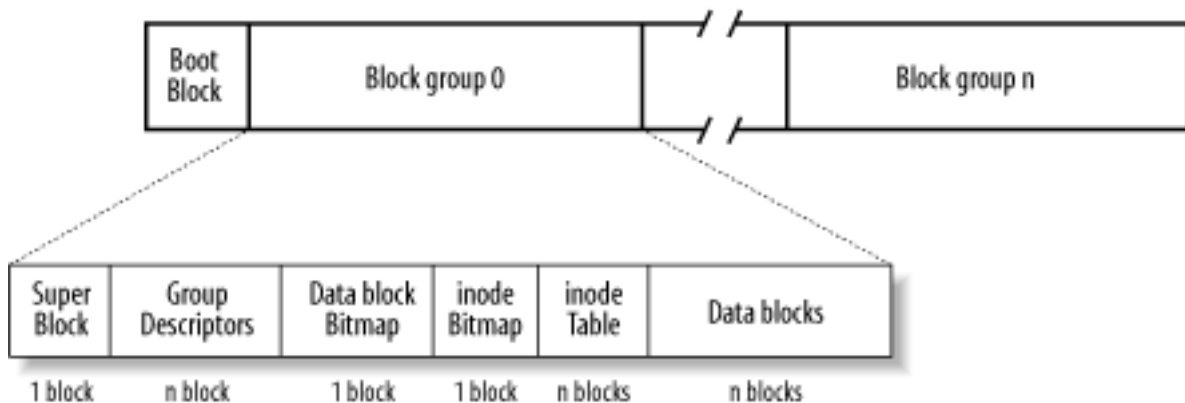 Boot
Block
Block group 0
Block group n
Super
Block
Group
Descriptors
Data block
Bitmap
inode
Bitmap
inode
Table
Data blocks
1 block
n block
1 block
1 block
n blocks
n blocks